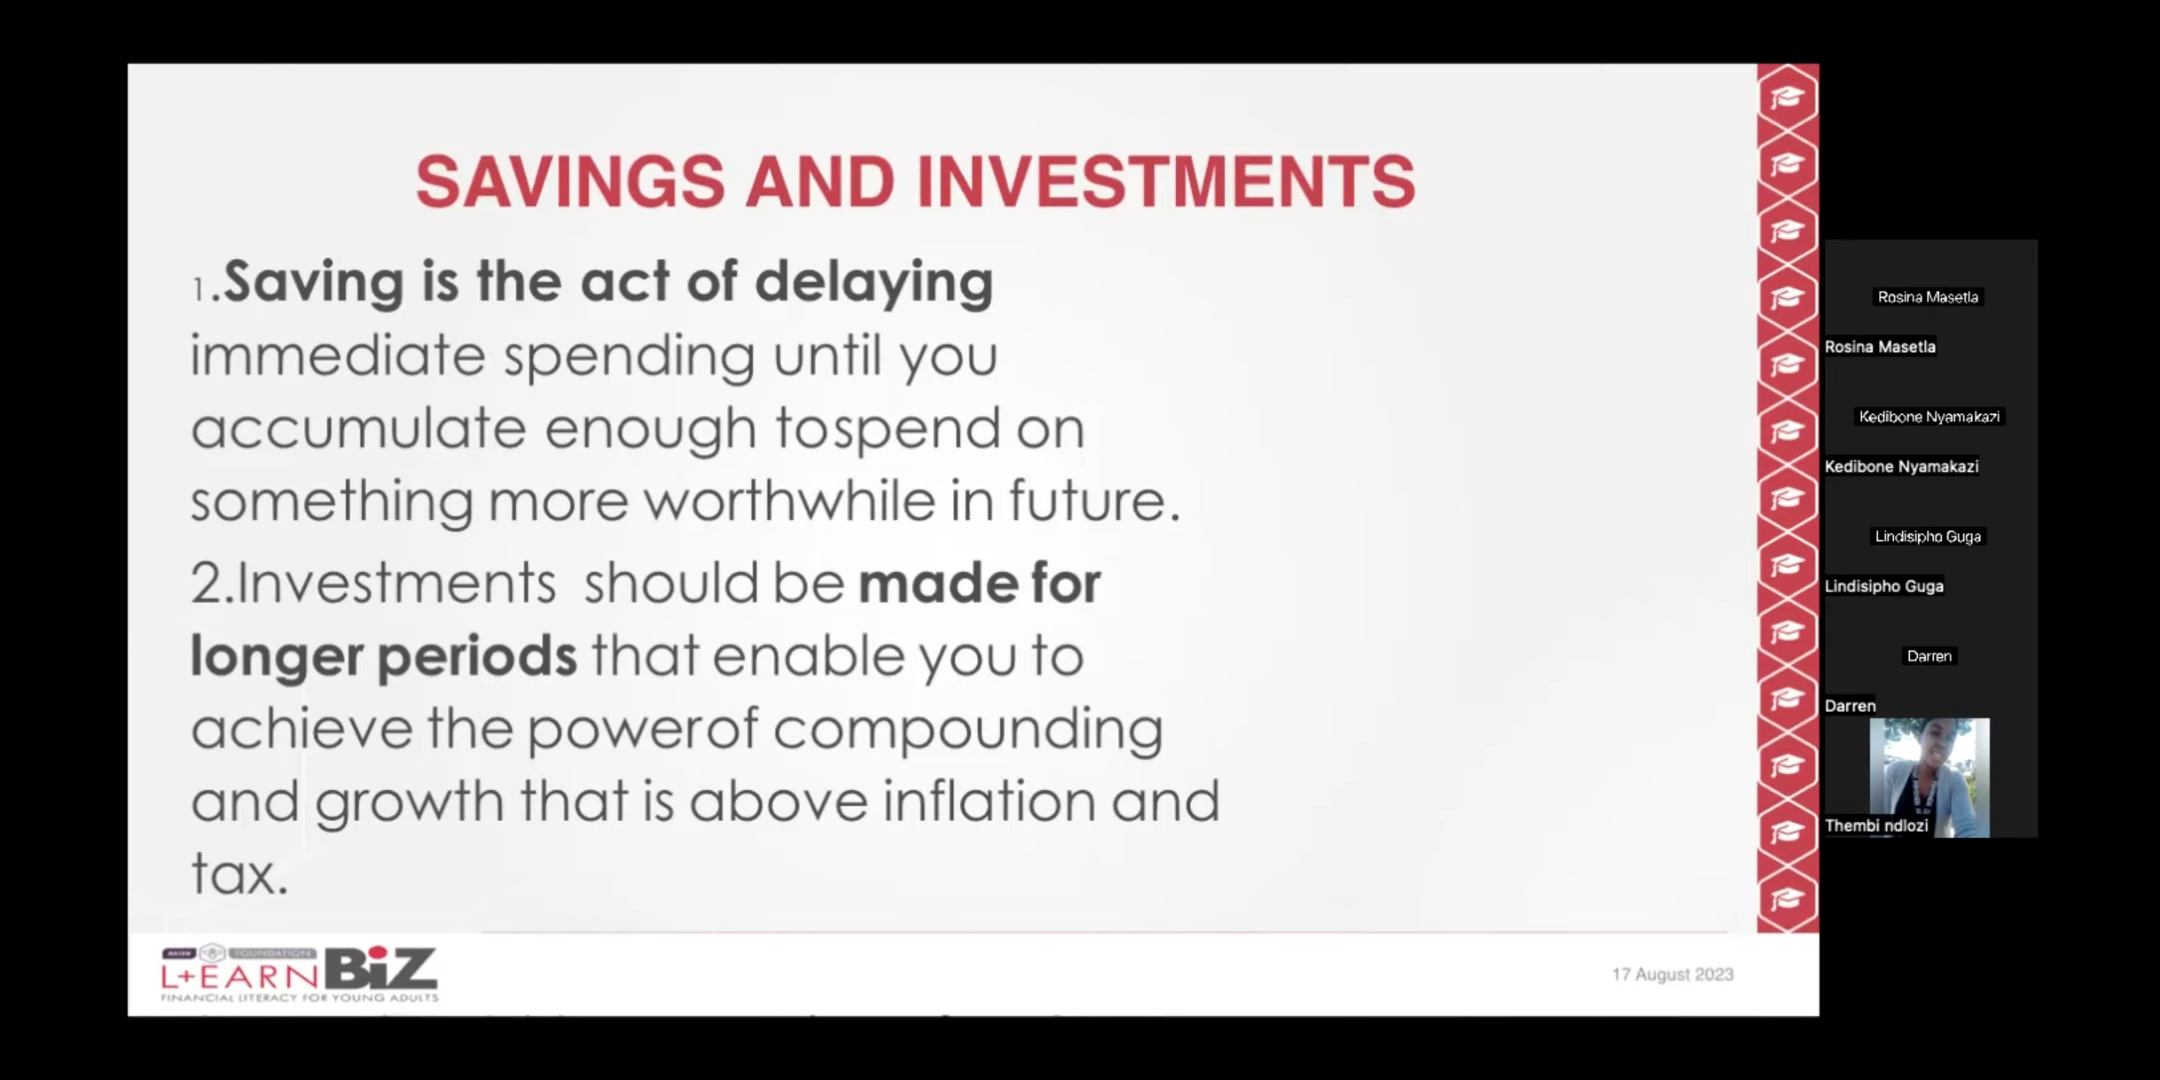 SAVINGS AND INVESTMENTS
1.Saving is the act of delaying
immediate spending until you
accumulate enough tospend on
something more worthwhile in future.
2.Investments should be made for
longer periods that enable you to
achieve the powerof compounding
and growth that is above inflation and
tax.
FOUNDATION
L+EARN BiZ
FINANCIAL LITERACY FOR YOUNG ADULTS
17 August 2023
Rosina Masetla
Rosina Masetla
Kedibone Nyamakazi
Kedibone Nyamakazi
Lindisipho Guga
Lindisipho Guga
Darren
Darren
Thembi ndlozi